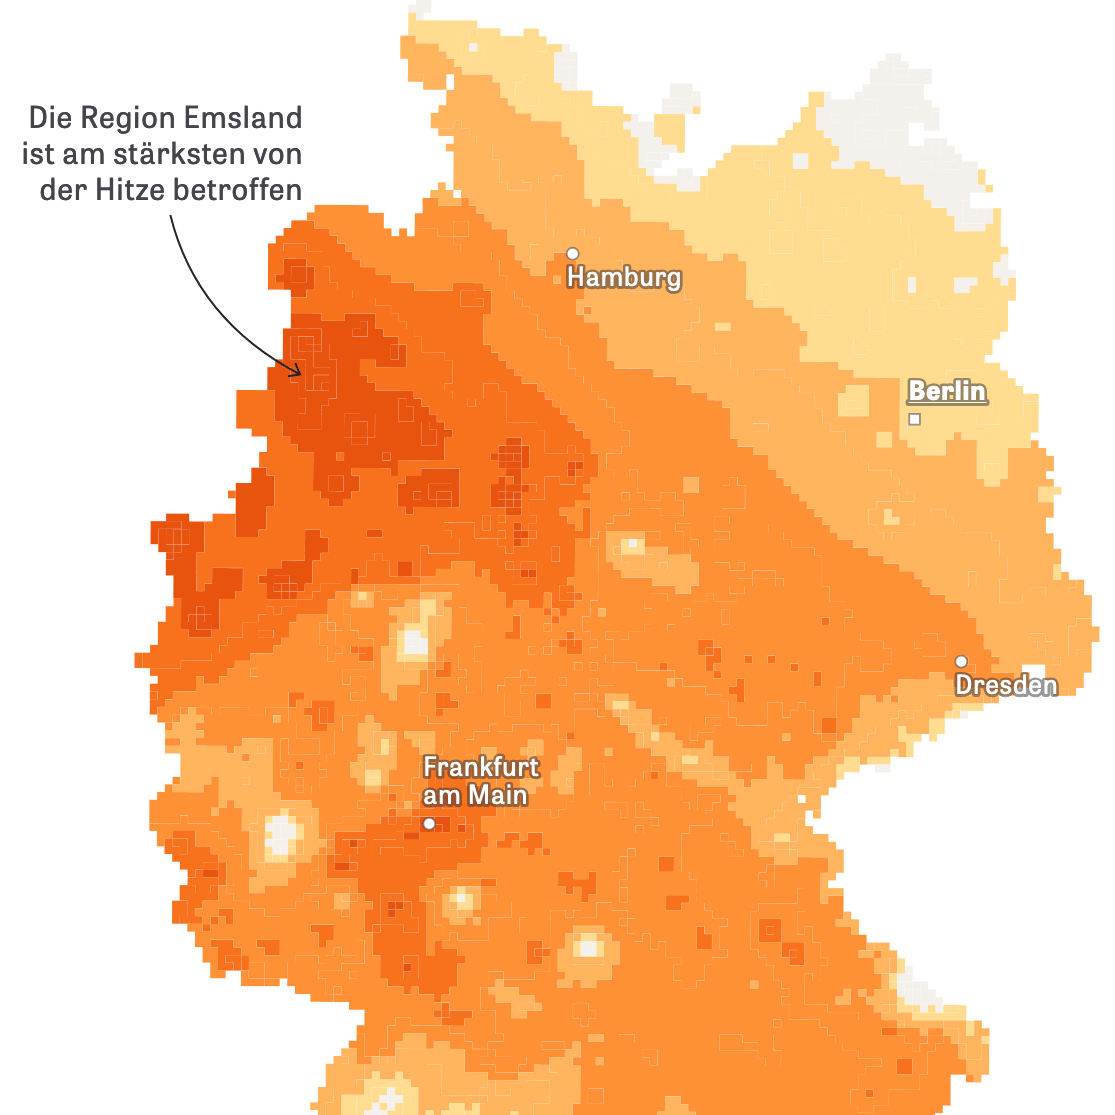 Die Region Emsland
ist am stärksten von
der Hitze betroffen
Hamburg
Berlin
Dresden
Frankfurt
am Main